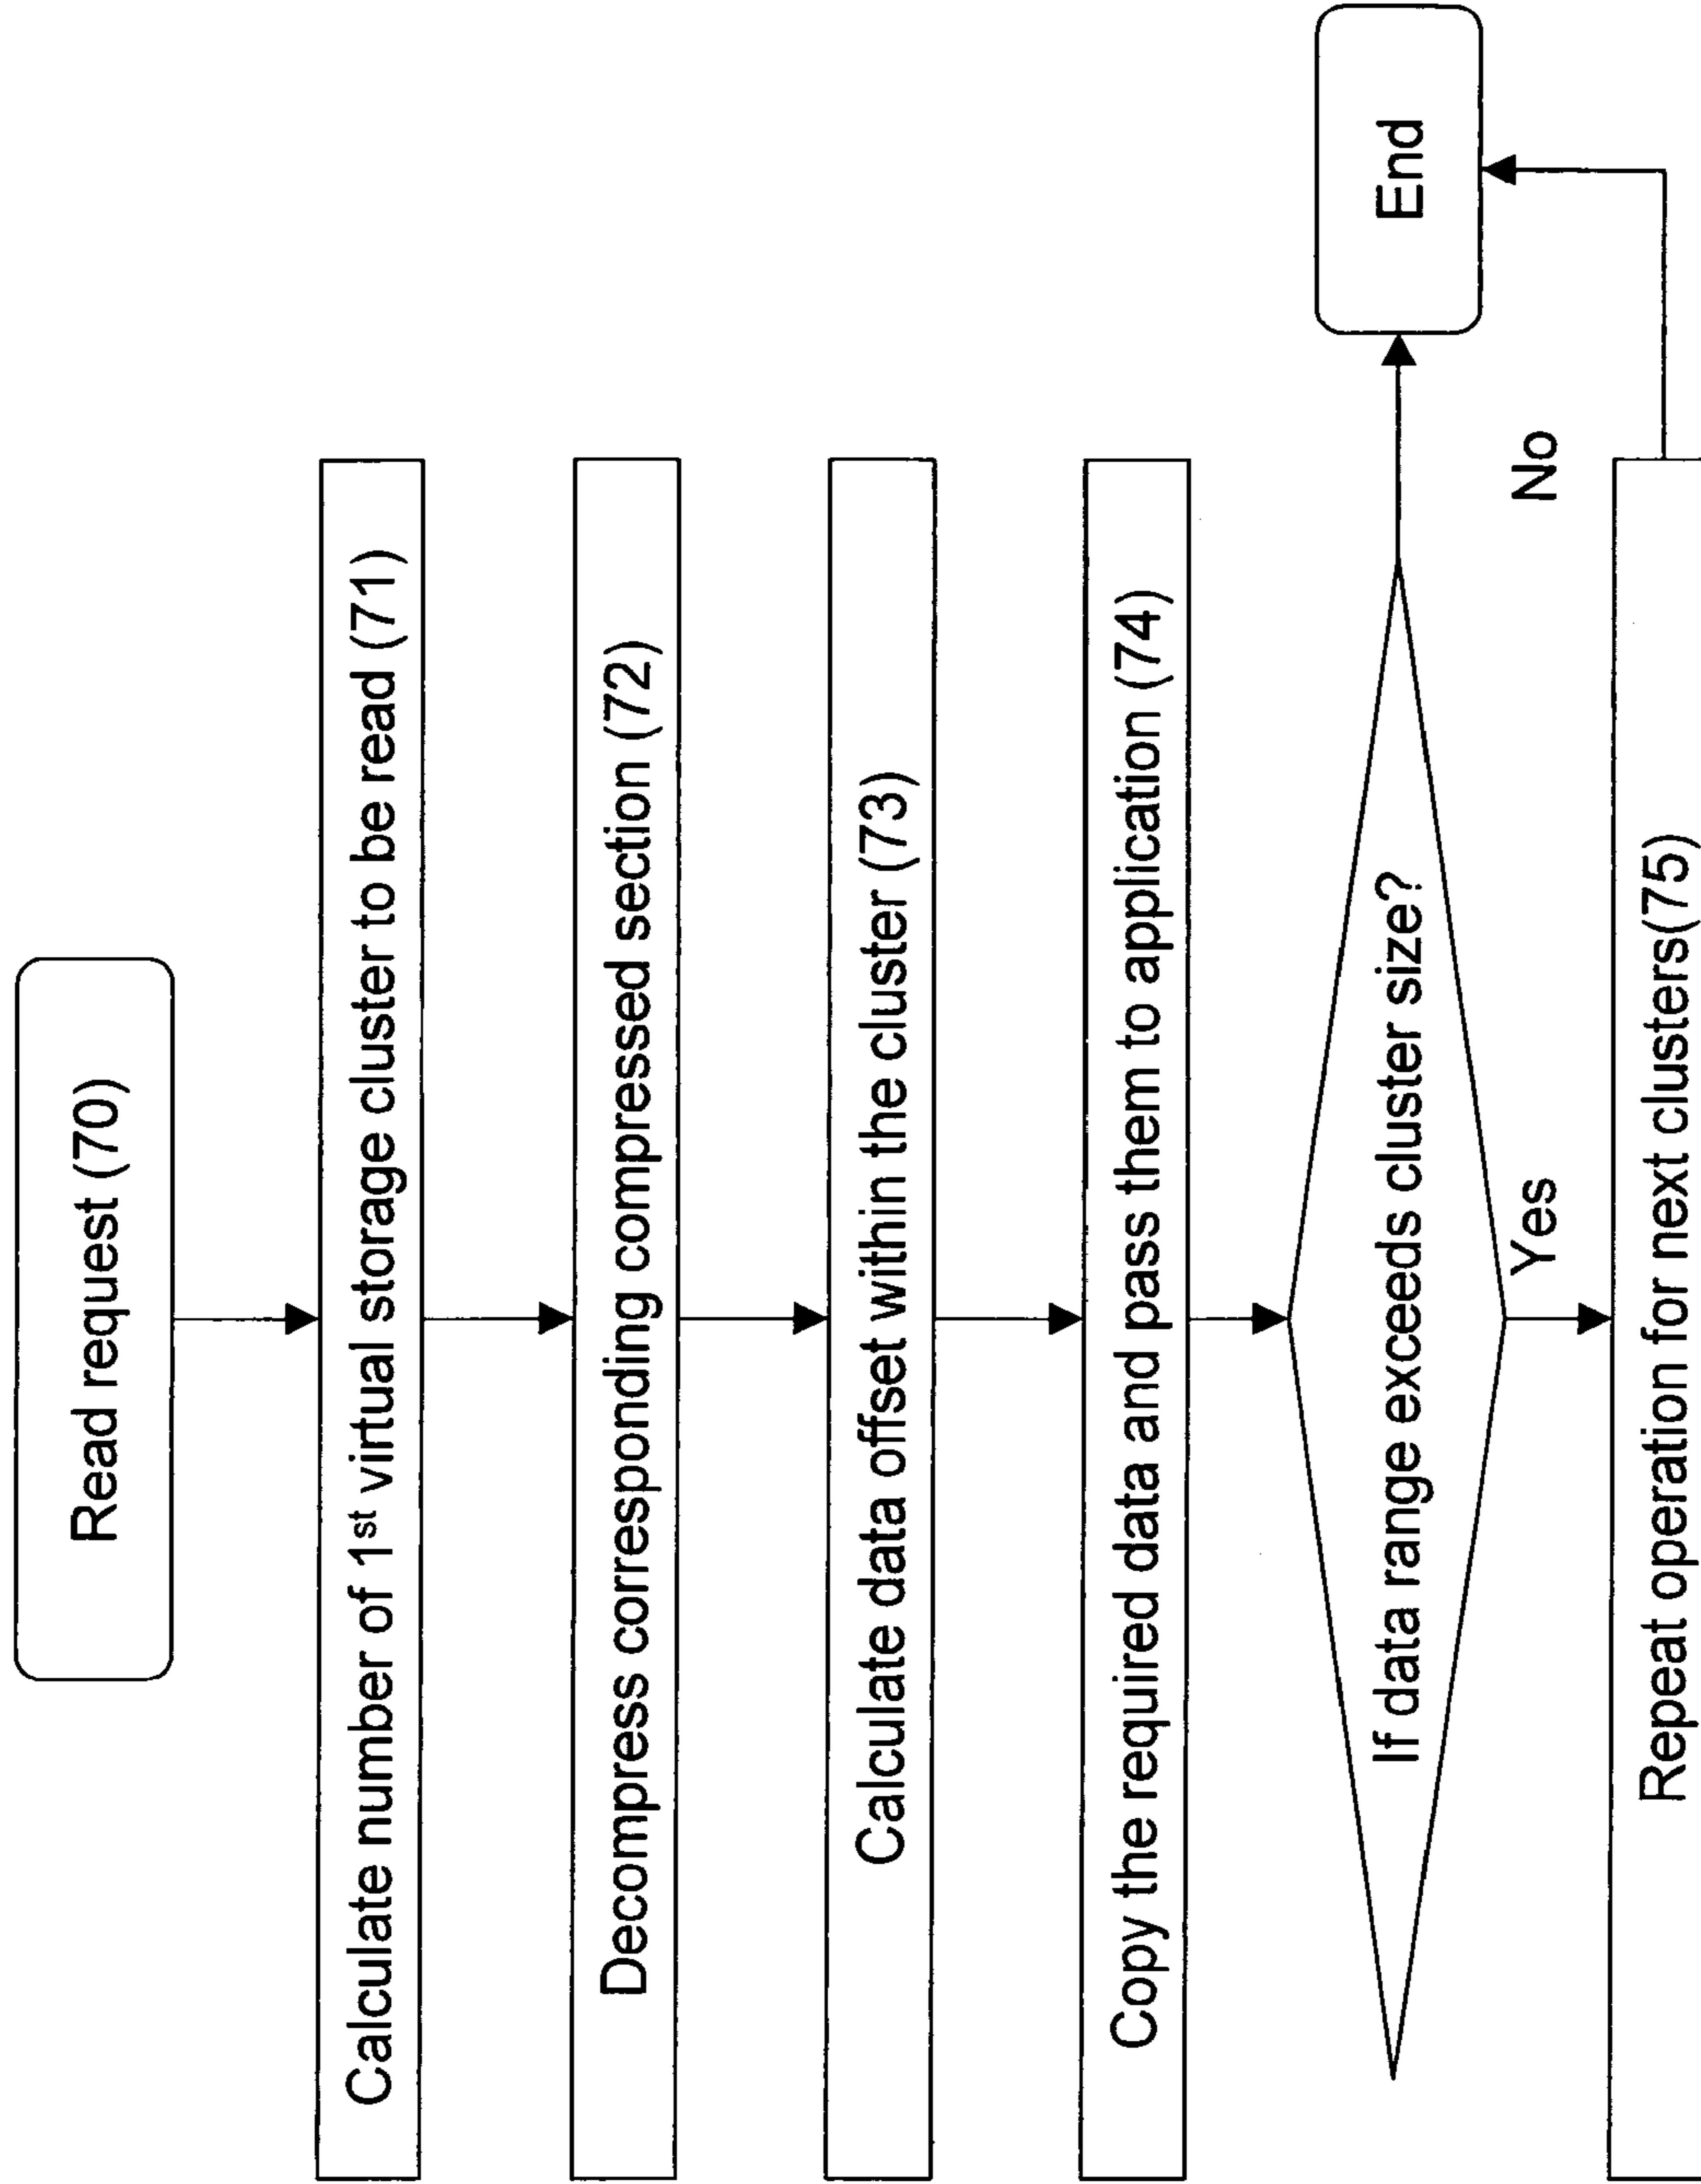 Read request (70)
Calculate number of 1st virtual storage cluster to be read (71)
Decompress corresponding compressed section (72)
Calculate data offset within the cluster (73)
Copy the required data and pass them to application (74)
If data range exceeds cluster size?
End
Yes
No
Repeat operation for next clusters(75)